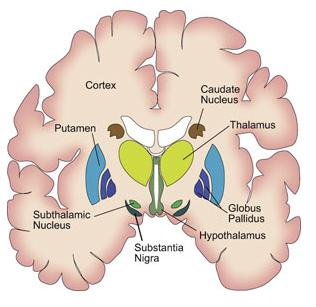 Cortex
Caudate
Nucleus
Putamen
Thalamus
Subthalamic
Nucleus
Globus
Pallidus
Hypothalamus
Substantia
Nigra